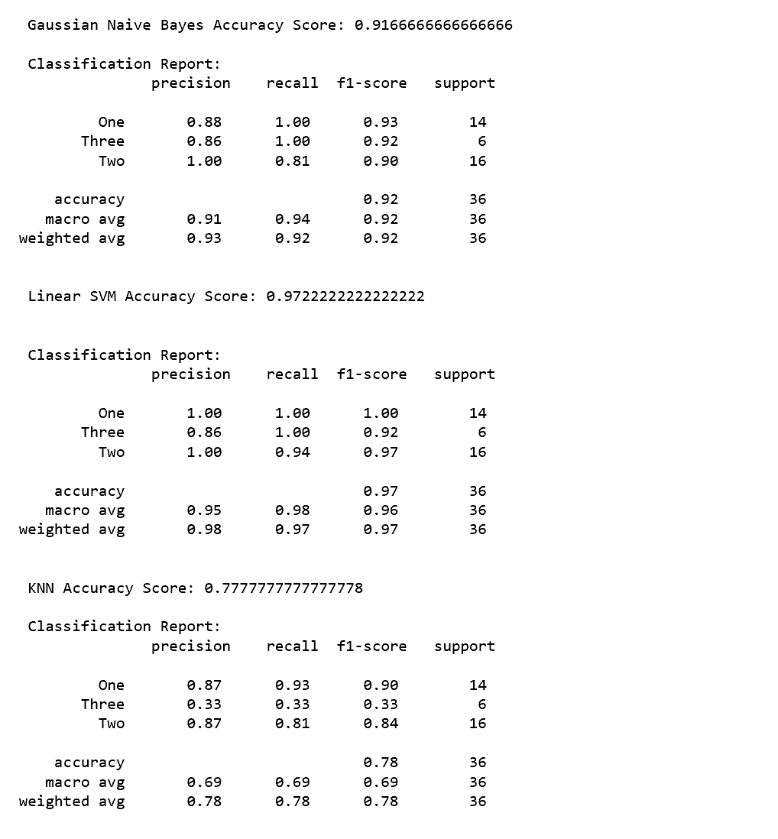 Gaussian Naive Bayes Accuracy Score: 0.9166666666666666
Classification Report:
precision recall f1-score support
One 0.88 1.00 0.93 14
Three 0.86 1.00 0.92 6
Two 1.00 0.81 0.90 16
accuracy 0.92 36
macro avg 0.91 0.94 0.92 36
weighted avg 0.93 0.92 0.92 36
Linear SVM Accuracy Score: 0.9722222222222222
Classification Report:
precision recall f1-score support
One 1.00 1.00 1.00 14
Three 0.86 1.00 0.92 6
Two 1.00 0.94 0.97 16
accuracy 0.97 36
macro avg 0.95 0.98 0.96 36
weighted avg 0.98 0.97 0.97 36
KNN Accuracy Score: 0.7777777777777778
Classification Report:
precision recall f1-score support
One 0.87 0.93 0.90 14
Three 0.33 0.33 0.33 6
Two 0.87 0.81 0.84 16
accuracy 0.78 36
macro avg 0.69 0.69 0.69 36
weighted avg 0.78 0.78 0.78 36